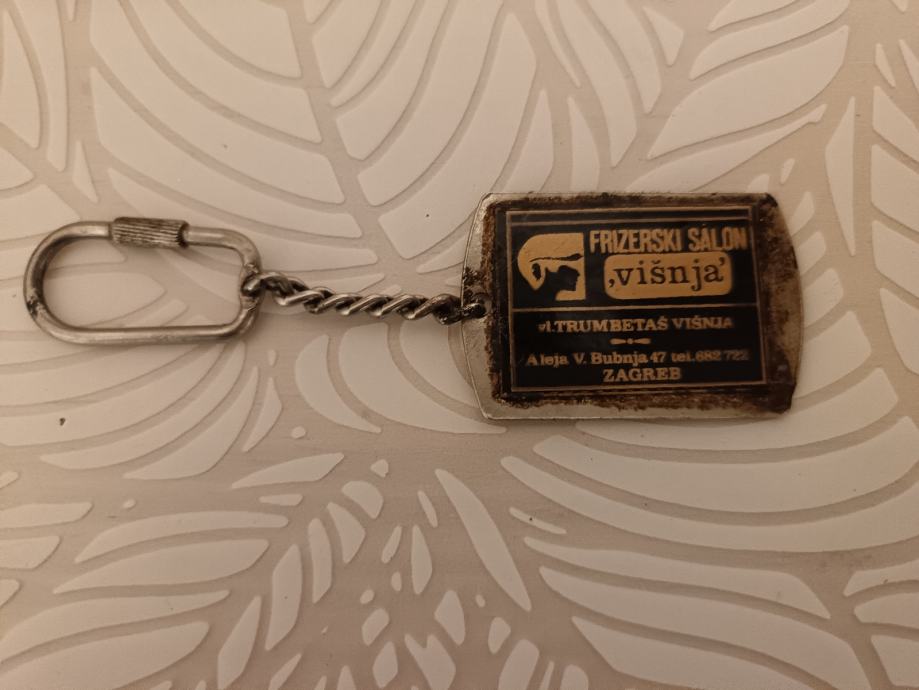 FRIZERSKI SALON
‚višnja’
vl.TRUMBETAŠ VIŠNJA
Aleja V. Bubnja 47 tel.682 722
ZAGREB